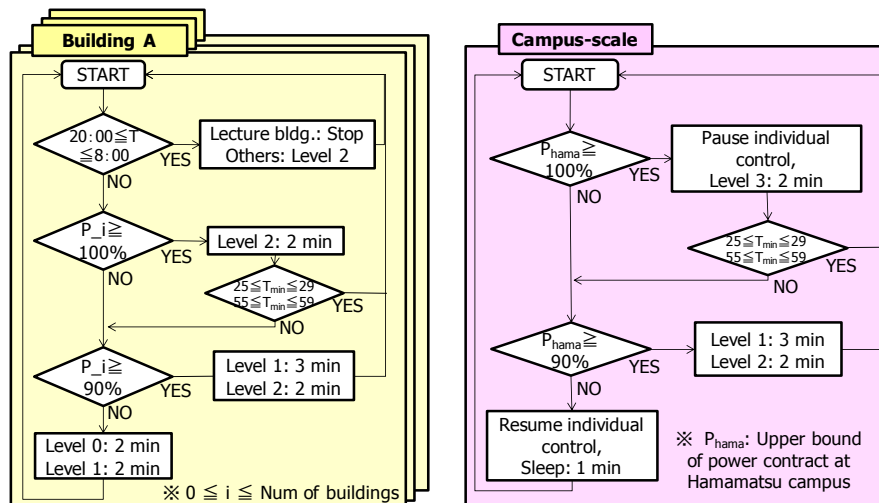 Building A
START
20:00≦T
≦8:00
YES
Lecture bldg.: Stop
Others: Level 2
NO
P_i≧
100%
YES
Level 2: 2 min
NO
25≦Tmin≦29
55≦Tmin≦59
YES
NO
P_i≧
90%
YES
Level 1: 3 min
Level 2: 2 min
NO
Level 0: 2 min
Level 1: 2 min
※ 0 ≦ i ≦ Num of buildings
Campus-scale
START
Phama≧
100%
YES
Pause individual
control,
Level 3: 2 min
NO
25≦Tmin≦29
55≦Tmin≦59
YES
NO
Phama≧
90%
YES
Level 1: 3 min
Level 2: 2 min
NO
Resume individual
control,
Sleep: 1 min
※ Phama: Upper bound
of power contract at
Hamamatsu campus